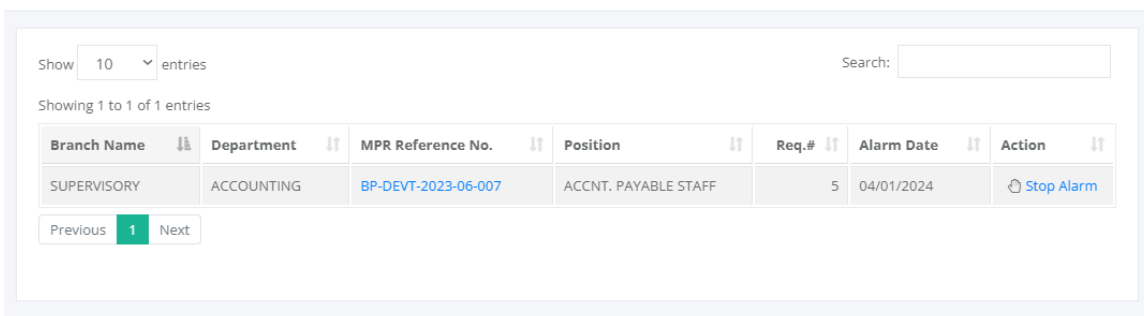 Show 10 entries Search:
Showing 1 to 1 of 1 entries
Branch Name Department MPR Reference No. Position Req.# Alarm Date Action
SUPERVISORY ACCOUNTING BP-DEVT-2023-06-007 ACCNT. PAYABLE STAFF 5 04/01/2024 Stop Alarm
Previous 1 Next